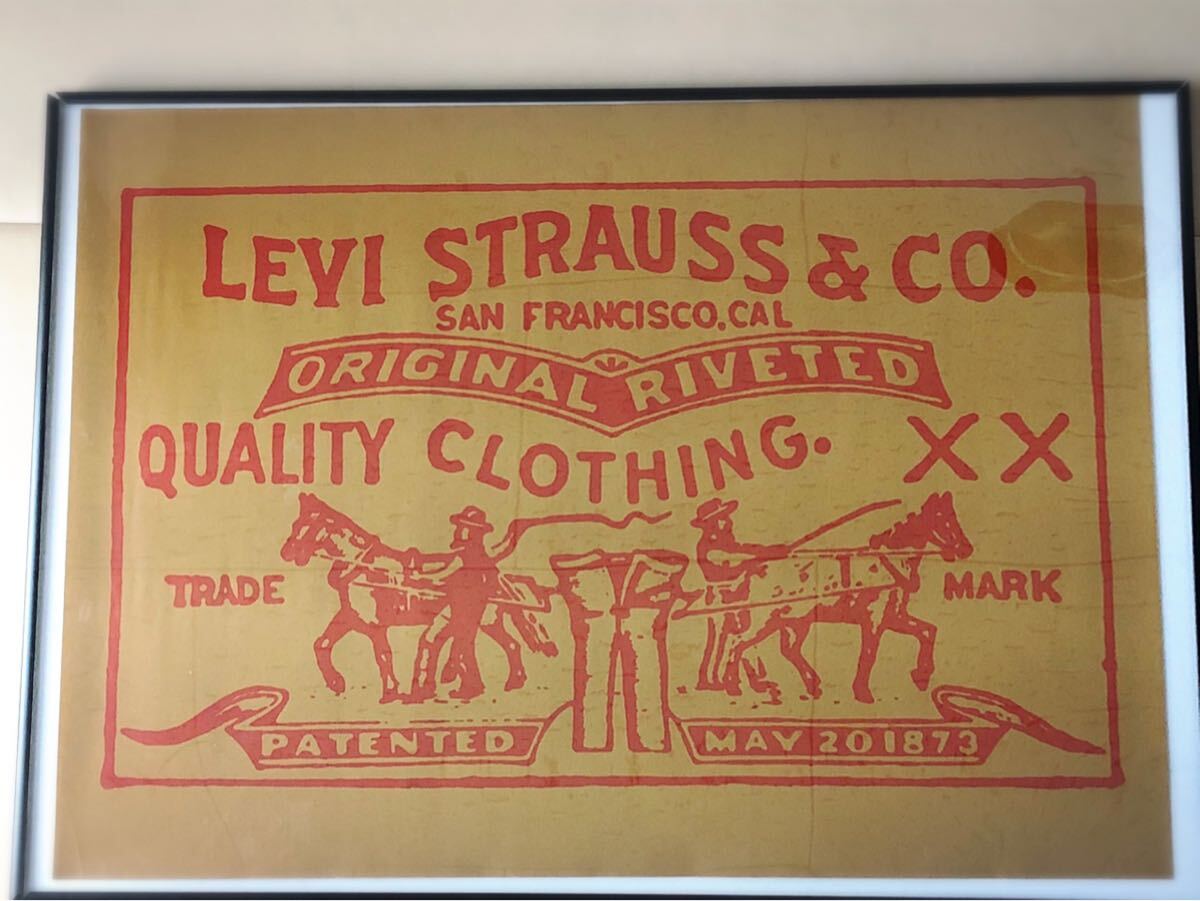 LEVI STRAUSS & CO.
SAN FRANCISCO, CAL
ORIGINAL RIVETED
QUALITY CLOTHING. XX
TRADE MARK
PATENTED MAY 20 1873